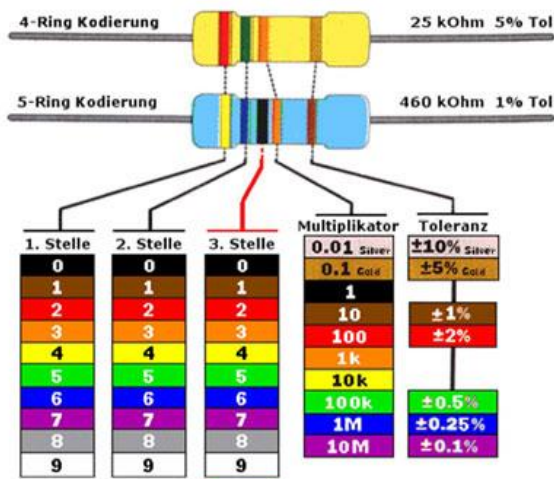 4-Ring Kodierung 25 kOhm 5% Tol
5-Ring Kodierung 460 kOhm 1% Tol
1. Stelle 2. Stelle 3. Stelle Multiplikator Toleranz
0.01 Silver ±10% Silver
0.1 Gold ±5% Gold
0 0 0 1
1 1 1 10 ±1%
2 2 2 100 ±2%
3 3 3 1k
4 4 4 10k
5 5 5 100k ±0.5%
6 6 6 1M ±0.25%
7 7 7 10M ±0.1%
8 8 8
9 9 9